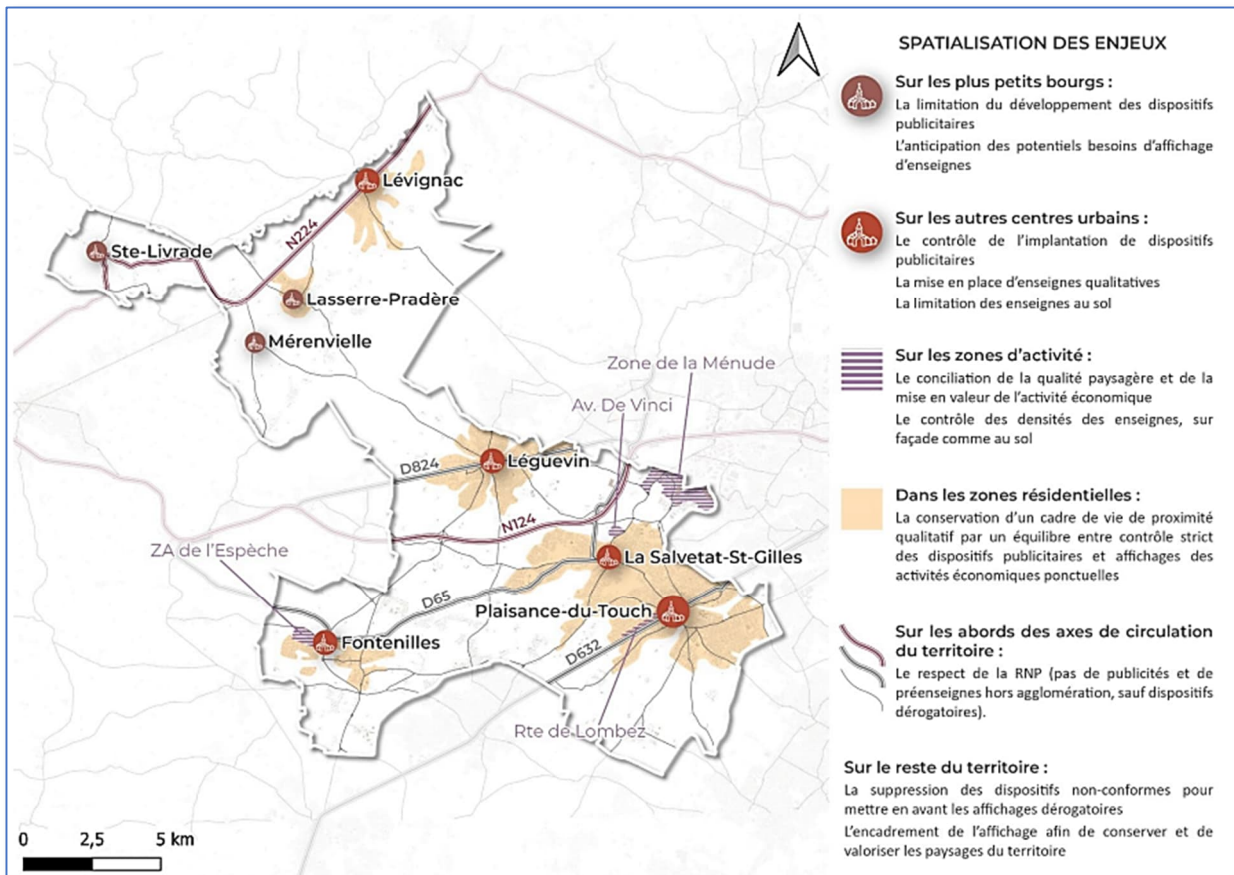 SPATIALISATION DES ENJEUX
Sur les plus petits bourgs :
La limitation du développement des dispositifs
publicitaires
L'anticipation des potentiels besoins d'affichage
d'enseignes
Sur les autres centres urbains :
Le contrôle de l'implantation de dispositifs
publicitaires
La mise en place d'enseignes qualitatives
La limitation des enseignes au sol
Sur les zones d'activité :
Le conciliation de la qualité paysagère et de la
mise en valeur de l'activité économique
Le contrôle des densités des enseignes, sur
façade comme au sol
Dans les zones résidentielles :
La conservation d'un cadre de vie de proximité
qualitatif par un équilibre entre contrôle strict
des dispositifs publicitaires et affichages des
activités économiques ponctuelles
Sur les abords des axes de circulation
du territoire :
Le respect de la RNP (pas de publicités et de
préenseignes hors agglomération, sauf dispositifs
dérogatoires).
Sur le reste du territoire :
La suppression des dispositifs non-conformes pour
mettre en avant les affichages dérogatoires
L'encadrement de l'affichage afin de conserver et de
valoriser les paysages du territoire
Lévignac
N224
Ste-Livrade
Lasserre-Pradère
Mérenvielle
Zone de la Ménude
Av. De Vinci
D824
Léguevin
N124
ZA de l'Espèche
La Salvetat-St-Gilles
D65
Plaisance-du-Touch
Fontenilles
D632
Rte de Lombez
0 2,5 5 km